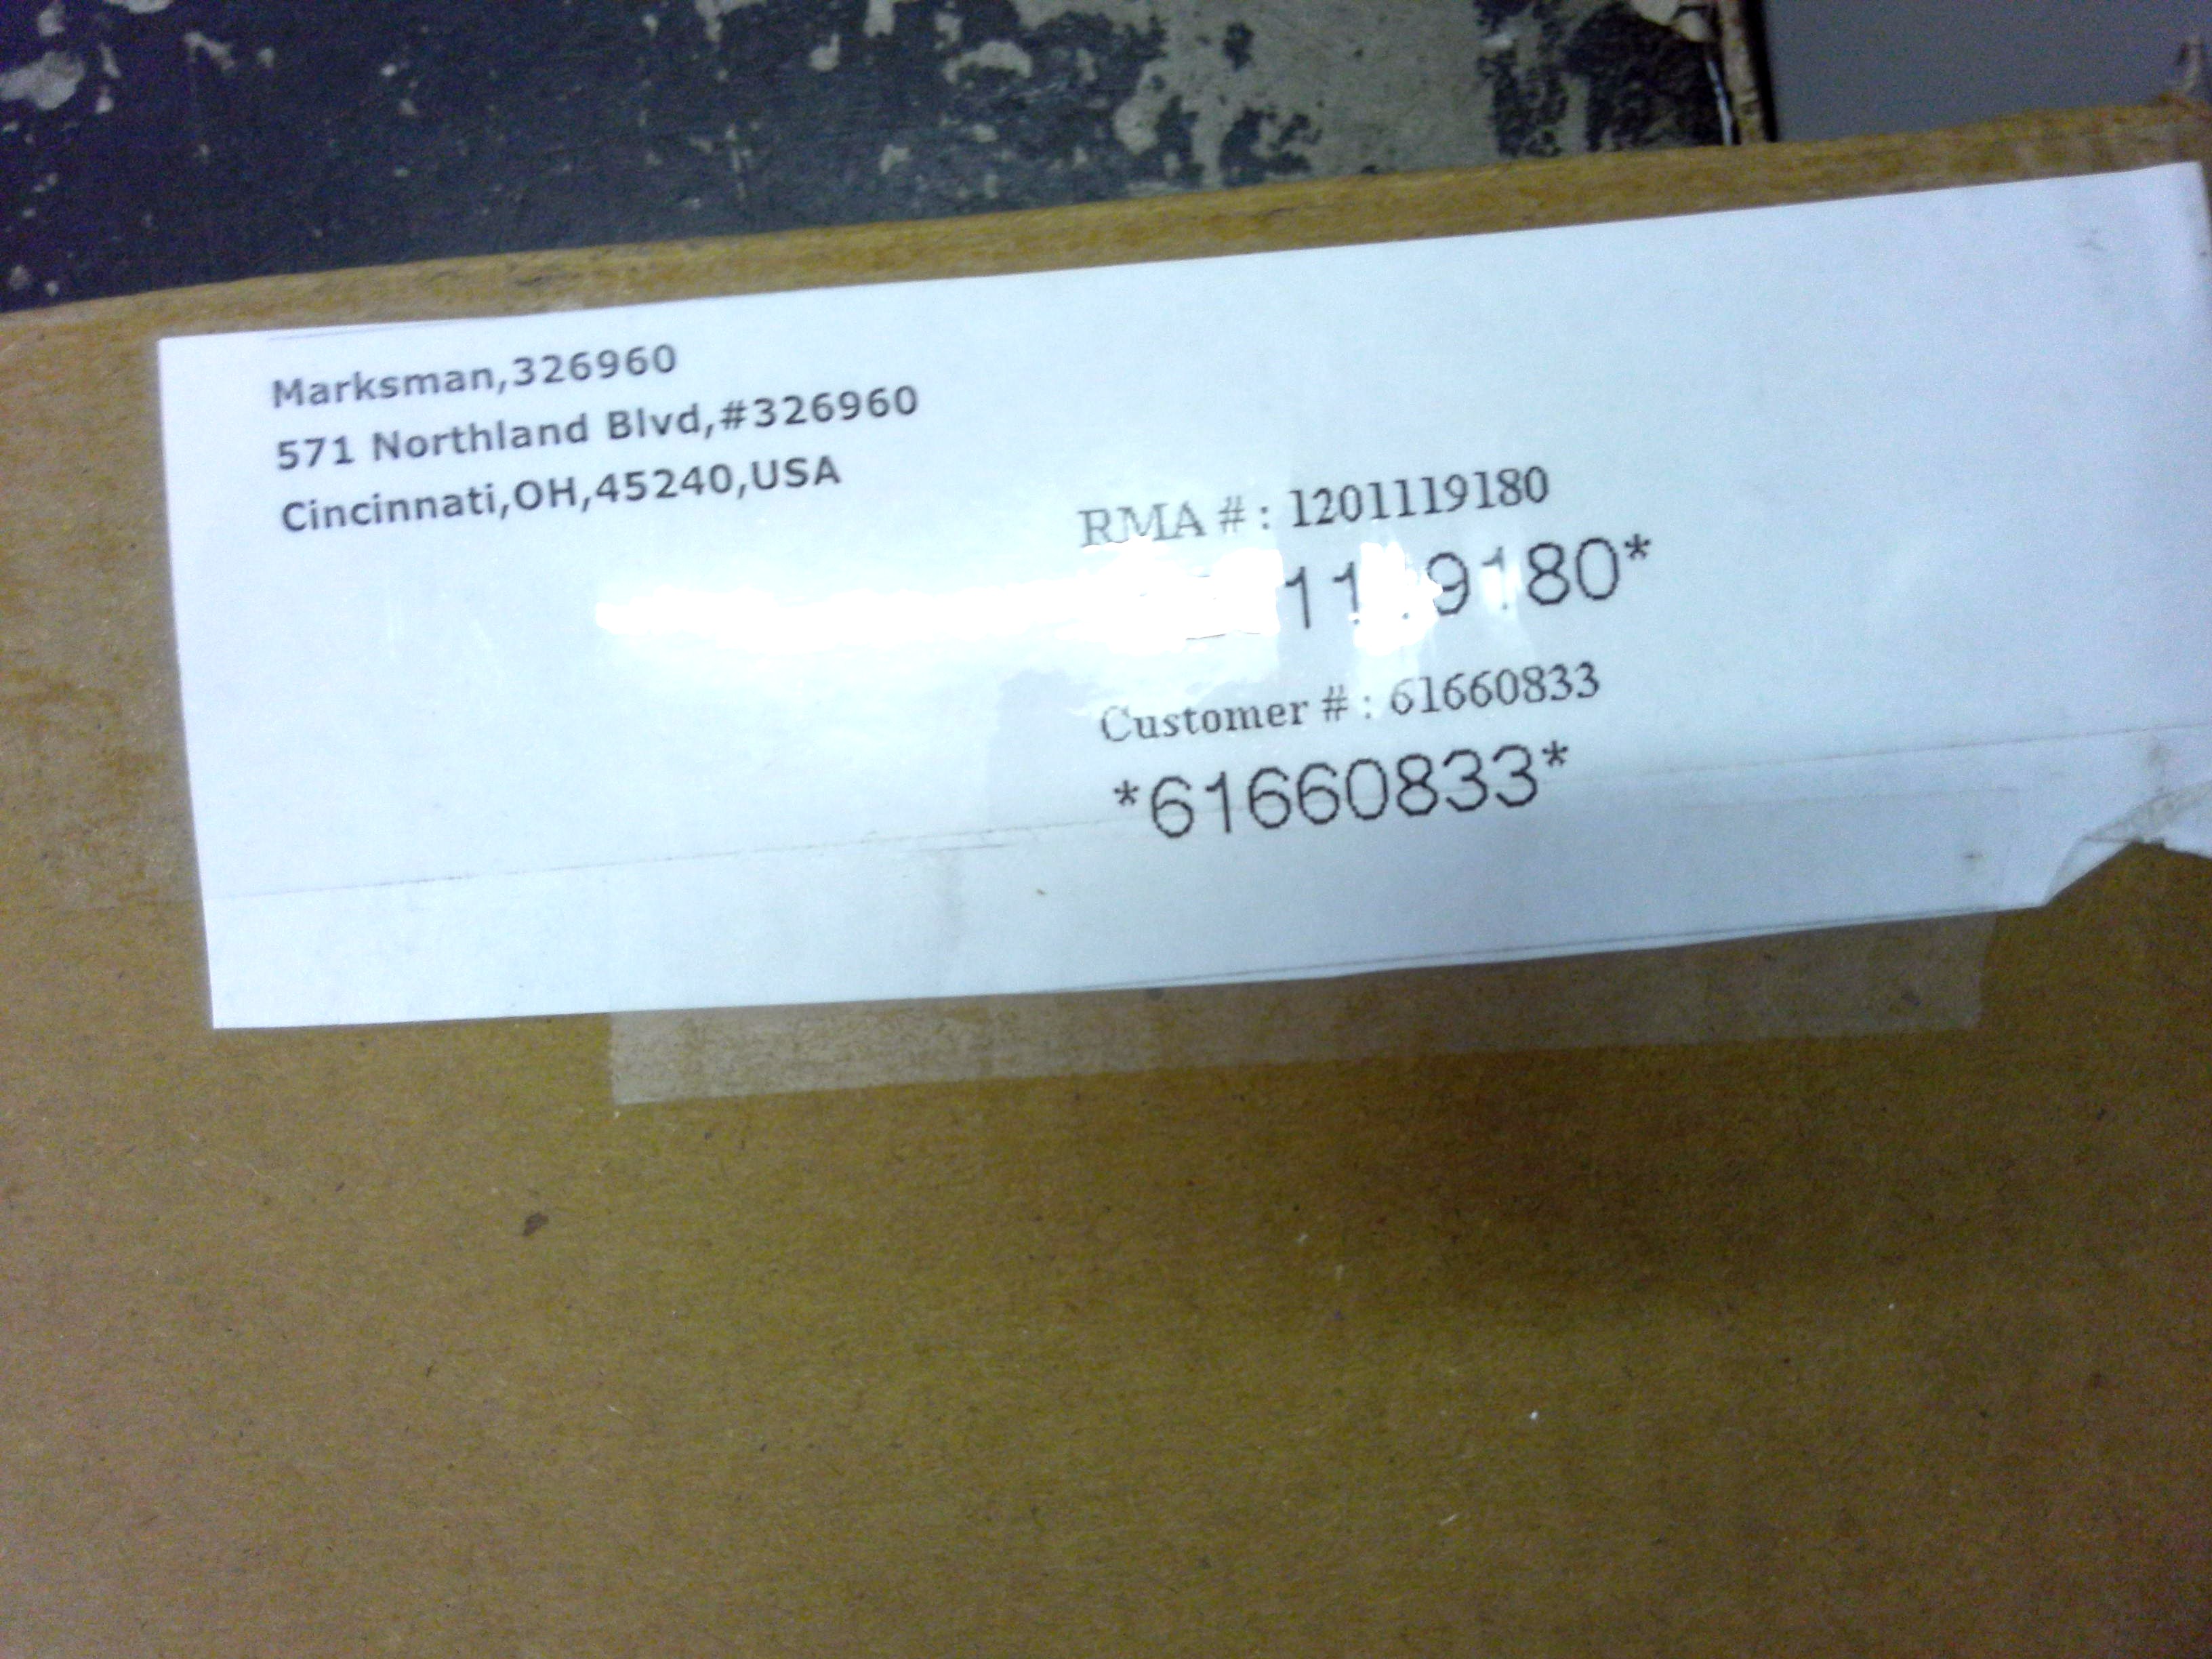 Marksman,326960
571 Northland Blvd,#326960
Cincinnati,OH,45240,USA
RMA # : 1201119180
Customer # : 61660833
*61660833*